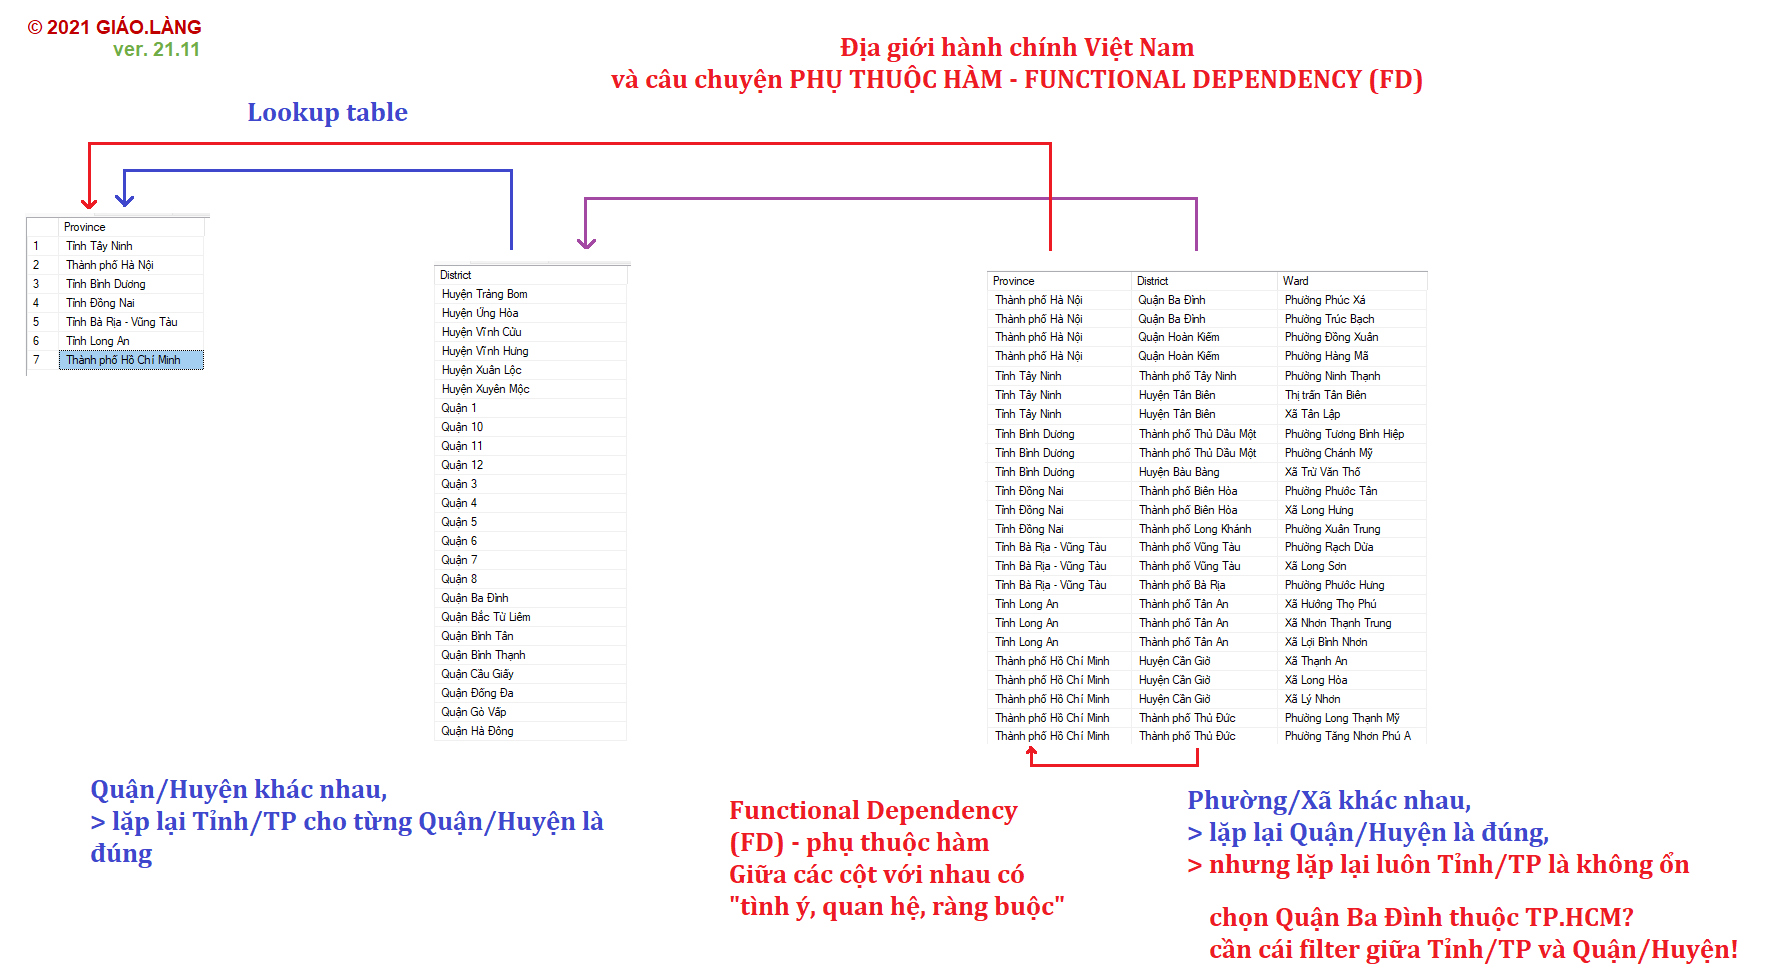 © 2021 GIÁO.LÀNG
ver. 21.11
Địa giới hành chính Việt Nam
và câu chuyện PHỤ THUỘC HÀM - FUNCTIONAL DEPENDENCY (FD)
Lookup table
Province
1 Tỉnh Tây Ninh
2 Thành phố Hà Nội
3 Tỉnh Bình Dương
4 Tỉnh Đồng Nai
5 Tỉnh Bà Rịa - Vũng Tàu
6 Tỉnh Long An
7 Thành phố Hồ Chí Minh
District
Huyện Trảng Bom
Huyện Ứng Hòa
Huyện Vĩnh Cửu
Huyện Vĩnh Hưng
Huyện Xuân Lộc
Huyện Xuyên Mộc
Quận 1
Quận 10
Quận 11
Quận 12
Quận 3
Quận 4
Quận 5
Quận 6
Quận 7
Quận 8
Quận Ba Đình
Quận Bắc Từ Liêm
Quận Bình Tân
Quận Bình Thạnh
Quận Cầu Giấy
Quận Đống Đa
Quận Gò Vấp
Quận Hà Đông
Province District Ward
Thành phố Hà Nội Quận Ba Đình Phường Phúc Xá
Thành phố Hà Nội Quận Ba Đình Phường Trúc Bạch
Thành phố Hà Nội Quận Hoàn Kiếm Phường Đồng Xuân
Thành phố Hà Nội Quận Hoàn Kiếm Phường Hàng Mã
Tỉnh Tây Ninh Thành phố Tây Ninh Phường Ninh Thạnh
Tỉnh Tây Ninh Huyện Tân Biên Thị trấn Tân Biên
Tỉnh Tây Ninh Huyện Tân Biên Xã Tân Lập
Tỉnh Bình Dương Thành phố Thủ Dầu Một Phường Tương Bình Hiệp
Tỉnh Bình Dương Thành phố Thủ Dầu Một Phường Chánh Mỹ
Tỉnh Bình Dương Huyện Bàu Bàng Xã Trừ Văn Thố
Tỉnh Đồng Nai Thành phố Biên Hòa Phường Phước Tân
Tỉnh Đồng Nai Thành phố Biên Hòa Xã Long Hưng
Tỉnh Đồng Nai Thành phố Long Khánh Phường Xuân Trung
Tỉnh Bà Rịa - Vũng Tàu Thành phố Vũng Tàu Phường Rạch Dừa
Tỉnh Bà Rịa - Vũng Tàu Thành phố Vũng Tàu Xã Long Sơn
Tỉnh Bà Rịa - Vũng Tàu Thành phố Bà Rịa Phường Phước Hưng
Tỉnh Long An Thành phố Tân An Xã Hướng Thọ Phú
Tỉnh Long An Thành phố Tân An Xã Nhơn Thạnh Trung
Tỉnh Long An Thành phố Tân An Xã Lợi Bình Nhơn
Thành phố Hồ Chí Minh Huyện Cần Giờ Xã Thạnh An
Thành phố Hồ Chí Minh Huyện Cần Giờ Xã Long Hòa
Thành phố Hồ Chí Minh Huyện Cần Giờ Xã Lý Nhơn
Thành phố Hồ Chí Minh Thành phố Thủ Đức Phường Long Thạnh Mỹ
Thành phố Hồ Chí Minh Thành phố Thủ Đức Phường Tăng Nhơn Phú A
Quận/Huyện khác nhau,
> lặp lại Tỉnh/TP cho từng Quận/Huyện là
đúng
Functional Dependency
(FD) - phụ thuộc hàm
Giữa các cột với nhau có
"tình ý, quan hệ, ràng buộc"
Phường/Xã khác nhau,
> lặp lại Quận/Huyện là đúng,
> nhưng lặp lại luôn Tỉnh/TP là không ổn
chọn Quận Ba Đình thuộc TP.HCM?
cần cái filter giữa Tỉnh/TP và Quận/Huyện!